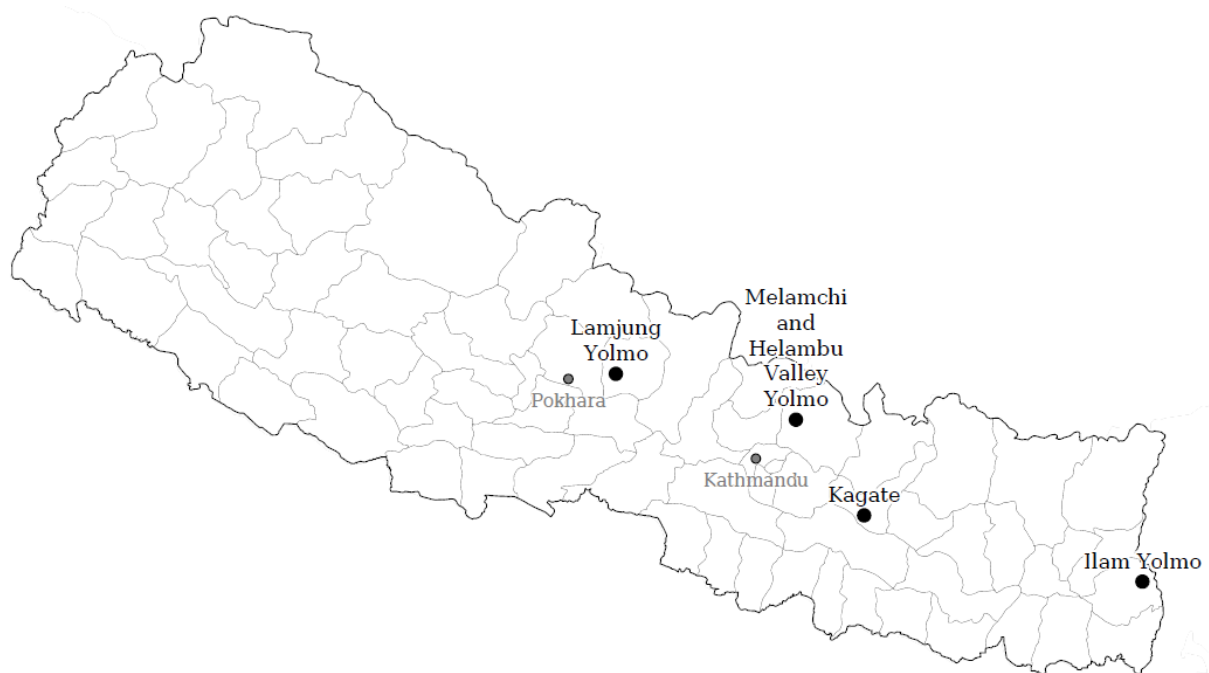 Melamchi
and
Helambu
Valley
Yolmo
Lamjung
Yolmo
Pokhara
Kathmandu
Kagate
Ilam Yolmo